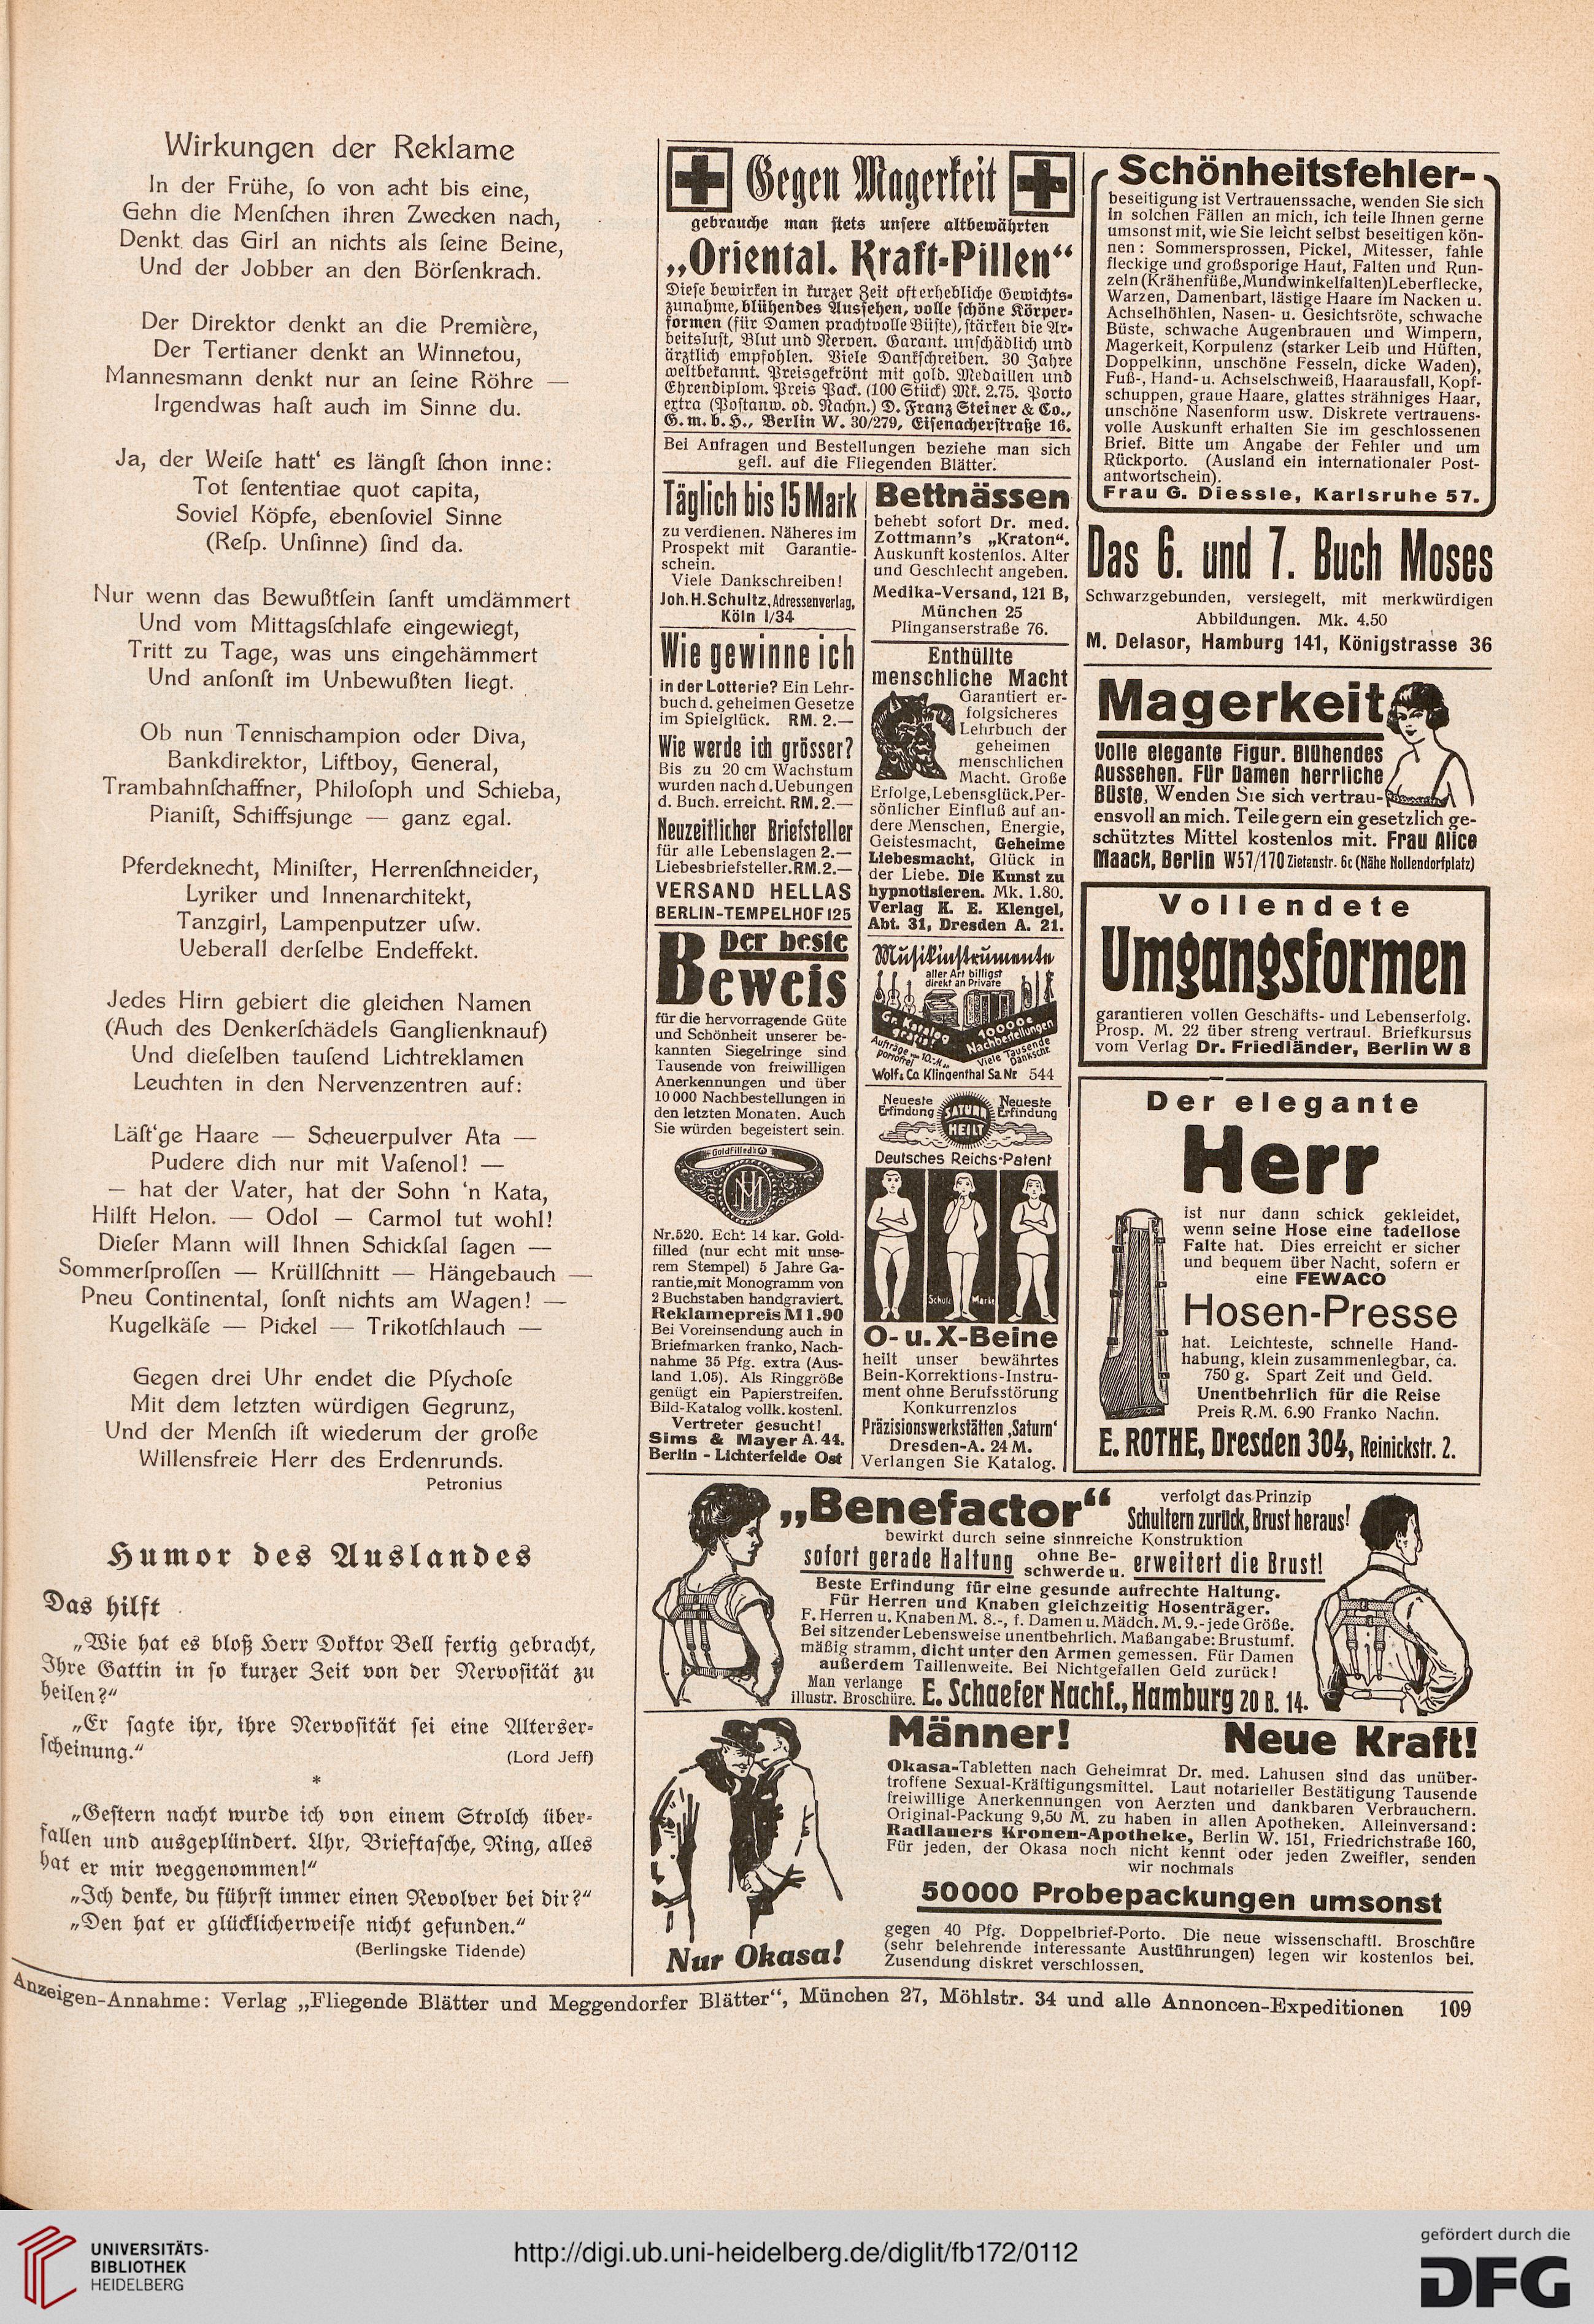 Wirkungen der Reklame
In der Frühe, ſo von acht bis eine,
Gehn die Menſchen ihren Zwecken nach,
Denkt das Girl an nichts als ſeine Beine,
Und der Jobber an den Börſenkrach.
Der Direktor denkt an die Première,
Der Tertianer denkt an Winnetou,
Mannesmann denkt nur an ſeine Röhre —
Irgendwas haſt auch im Sinne du.
Ja, der Weiſe hatt‘ es längſt ſchon inne:
Tot ſententiae quot capita,
Soviel Köpfe, ebenſoviel Sinne
(Reſp. Unſinne) ſind da.
Nur wenn das Bewußtſein ſanft umdämmert
Und vom Mittagsſchlafe eingewiegt,
Tritt zu Tage, was uns eingehämmert
Und anſonſt im Unbewußten liegt.
Ob nun Tennischampion oder Diva,
Bankdirektor, Liftboy, General,
Trambahnſchaffner, Philoſoph und Schieba,
Pianiſt, Schiffsjunge — ganz egal.
Pferdeknecht, Miniſter, Herrenſchneider,
Lyriker und Innenarchitekt,
Tanzgirl, Lampenputzer uſw.
Ueberall derſelbe Endeffekt.
Jedes Hirn gebiert die gleichen Namen
(Auch des Denkerſchädels Ganglienknauf)
Und dieſelben tauſend Lichtreklamen
Leuchten in den Nervenzentren auf:
Läſt‘ge Haare — Scheuerpulver Ata —
Pudere dich nur mit Vaſenol! —
— hat der Vater, hat der Sohn ‘n Kata,
Hilft Helon. — Odol — Carmol tut wohl!
Dieſer Mann will Ihnen Schickſal ſagen —
Sommerſproſſen — Krüllſchnitt — Hängebauch —
Pneu Continental, ſonſt nichts am Wagen! —
Kugelkäſe — Pickel — Trikotſchlauch —
Gegen drei Uhr endet die Pſychoſe
Mit dem letzten würdigen Gegrunz,
Und der Menſch iſt wiederum der große
Willensfreie Herr des Erdenrunds.
Petronius
Humor des Auslandes
Das hilft
„Wie hat es bloß Herr Doktor Bell fertig gebracht,
Ihre Gattin in ſo kurzer Zeit von der Nervoſität zu
heilen?“
„Er ſagte ihr, ihre Nervoſität ſei eine Alterser-
ſcheinung.“
(Lord Jeff)
*
„Geſtern nacht wurde ich von einem Strolch über-
fallen und ausgeplündert. Uhr, Brieftaſche, Ring, alles
hat er mir weggenommen!“
„Ich denke, du führſt immer einen Revolver bei dir?“
„Den hat er glücklicherweiſe nicht gefunden.“
(Berlingske Tidende)
Gegen Magerkeit
gebrauche man ſtets unſere altbewährten
„Oriental. Kraft-Pillen“
Dieſe bewirken in kurzer Zeit oft erhebliche Gewichts-
zunahme, blühendes Ausſehen, volle ſchöne Körper-
formen (für Damen prachtvolle Büſte), ſtärken die Ar-
beitsluſt, Blut und Nerven. Garant. unſchädlich und
ärztlich empfohlen. Viele Dankſchreiben. 30 Jahre
weltbekannt. Preisgekrönt mit gold. Medaillen und
Ehrendiplom. Preis Pack. (100 Stück) Mk. 2.75. Porto
extra (Poſtanw. od. Nachn.) D. Franz Steiner & Co.,
G. m. b. H., Berlin W. 30/279, Eiſenacherſtraße 16.
Bei Anfragen und Bestellungen beziehe man sich
gefl. auf die Fliegenden Blätter.
Täglich bis 15 Mark
zu verdienen. Näheres im
Prospekt mit Garantie-
schein.
Viele Dankschreiben!
Joh. H. Schultz, Adressenverlag,
Köln I/34
Wie gewinne ich
in der Lotterie? Ein Lehr-
buch d. geheimen Gesetze
im Spielglück. RM. 2.—
Wie werde ich grösser?
Bis zu 20 cm Wachstum
wurden nach d. Uebungen
d. Buch. erreicht. RM. 2.—
Neuzeitlicher Briefsteller
für alle Lebenslagen 2.—
Liebesbriefsteller. RM. 2.—
VERSAND HELLAS
BERLIN-TEMPELHOF 125
Der beste
Beweis
für die hervorragende Güte
und Schönheit unserer be-
kannten Siegelringe sind
Tausende von freiwilligen
Anerkennungen und über
10 000 Nachbestellungen in
den letzten Monaten. Auch
Sie würden begeistert sein.
Goldfilled
HM
Nr. 520. Echt 14 kar. Gold-
filled (nur echt mit unse-
rem Stempel) 5 Jahre Ga-
rantie, mit Monogramm von
2 Buchstaben handgraviert.
Reklamepreis M 1.90
Bei Voreinsendung auch in
Briefmarken franko, Nach-
nahme 35 Pfg. extra (Aus-
land 1.05). Als Ringgröße
genügt ein Papierstreifen.
Bild-Katalog vollk. kostenl.
Vertreter gesucht!
Sims & Mayer A. 44.
Berlin - Lichterfelde Ost
Bettnässen
behebt sofort Dr. med.
Zottmann's „Kraton“.
Auskunft kostenlos. Alter
und Geschlecht angeben.
Medika-Versand, 121 B,
München 25
Plinganserstraße 76.
Enthüllte
menschliche Macht
Garantiert er-
folgsicheres
Lehrbuch der
geheimen
menschlichen
Macht. Große
Erfolge, Lebensglück. Per-
sönlicher Einfluß auf an-
dere Menschen, Energie,
Geistesmacht, Geheime
Liebesmacht, Glück in
der Liebe. Die Kunst zu
hypnotisieren. Mk. 1.80.
Verlag K. E. Klengel,
Abt. 31, Dresden A. 21.
Musikinstrumente
aller Art billigst
direkt an Private
Gr. Katalog
gratis!
10000e
Nachbestellungen
Aufträge von 10.-M. an
portofrei
Viele Tausende
Danksche
Wolf & Co. Klingenthal Sa. Nr 544
Neueste
Erfindung
SATURN
HEILT
Neueste
Erfindung
Deutsches Reichs-Patent
Schutz Marke
O- u. X-Beine
heilt unser bewährtes
Bein-Korrektions-Instru-
ment ohne Berufsstörung
Konkurrenzlos
Präzisionswerkstätten ‚Saturn‘
Dresden-A. 24 M.
Verlangen Sie Katalog.
Schönheitsfehler-
beseitigung ist Vertrauenssache, wenden Sie sich
in solchen Fällen an mich, ich teile Ihnen gerne
umsonst mit, wie Sie leicht selbst beseitigen kön-
nen: Sommersprossen, Pickel, Mitesser, fahle
fleckige und großsporige Haut, Falten und Run-
zeln (Krähenfüße, Mundwinkelfalten) Leberflecke,
Warzen, Damenbart, lästige Haare im Nacken u.
Achselhöhlen, Nasen- u. Gesichtsröte, schwache
Büste, schwache Augenbrauen und Wimpern,
Magerkeit, Korpulenz (starker Leib und Hüften,
Doppelkinn, unschöne Fesseln, dicke Waden),
Fuß-, Hand- u. Achselschweiß, Haarausfall, Kopf-
schuppen, graue Haare, glattes strähniges Haar,
unschöne Nasenform usw. Diskrete vertrauens-
volle Auskunft erhalten Sie im geschlossenen
Brief. Bitte um Angabe der Fehler und um
Rückporto. (Ausland ein internationaler Post-
antwortschein).
Frau G. Diessle, Karlsruhe 57.
Das 6. und 7. Buch Moses
Schwarzgebunden, versiegelt, mit merkwürdigen
Abbildungen. Mk. 4.50
M. Delasor, Hamburg 141, Königstrasse 36
Magerkeit
Volle elegante Figur. Blühendes
Aussehen. Für Damen herrliche
Büste, Wenden Sie sich vertrau-
ensvoll an mich. Teile gern ein gesetzlich ge-
schütztes Mittel kostenlos mit. Frau Alice
Maack, Berlin W57/170 Zietenstr. 6c (Nähe Nollendorfplatz)
Vollendete
Umgangsformen
garantieren vollen Geschäfts- und Lebenserfolg.
Prosp. M. 22 über streng vertraul. Briefkursus
vom Verlag Dr. Friedländer, Berlin W 8
Der elegante
Herr
ist nur dann schick gekleidet,
wenn seine Hose eine tadellose
Falte hat. Dies erreicht er sicher
und bequem über Nacht, sofern er
eine FEWACO
Hosen-Presse
hat. Leichteste, schnelle Hand-
habung, klein zusammenlegbar, ca.
750 g. Spart Zeit und Geld.
Unentbehrlich für die Reise
Preis R.M. 6.90 Franko Nachn.
E. ROTHE, Dresden 304, Reinickstr. 2.
„Benefactor“
verfolgt das Prinzip
Schultern zurück, Brust heraus!
bewirkt durch seine sinnreiche Konstruktion
sofort gerade Haltung ohne Be-
schwerde u. erweitert die Brust!
Beste Erfindung für eine gesunde aufrechte Haltung.
Für Herren und Knaben gleichzeitig Hosenträger.
F. Herren u. Knaben M. 8.-, f. Damen u. Mädch. M. 9.- jede Größe.
Bei sitzender Lebensweise unentbehrlich. Maßangabe: Brustumf.
mäßig stramm, dicht unter den Armen gemessen. Für Damen
außerdem Taillenweite. Bei Nichtgefallen Geld zurück!
Man verlange
illustr. Broschüre. E. Schaefer Nachf., Hamburg 20 B. 14.
Männer! Neue Kraft!
Okasa-Tabletten nach Geheimrat Dr. med. Lahusen sind das unüber-
troffene Sexual-Kräftigungsmittel. Laut notarieller Bestätigung Tausende
freiwillige Anerkennungen von Aerzten und dankbaren Verbrauchern.
Original-Packung 9,50 M. zu haben in allen Apotheken. Alleinversand:
Radlauers Kronen-Apotheke, Berlin W. 151, Friedrichstraße 160,
Für jeden, der Okasa noch nicht kennt oder jeden Zweifler, senden
wir nochmals
50000 Probepackungen umsonst
gegen 40 Pfg. Doppelbrief-Porto. Die neue wissenschaftl. Broschüre
(sehr belehrende interessante Ausführungen) legen wir kostenlos bei.
Zusendung diskret verschlossen.
Nur Okasa!
Anzeigen-Annahme: Verlag „Fliegende Blätter und Meggendorfer Blätter“, München 27, Möhlstr. 34 und alle Annoncen-Expeditionen 109
UNIVERSITÄTS-
BIBLIOTHEK
HEIDELBERG
http://digi.ub.uni-heidelberg.de/diglit/fb172/0112
gefördert durch die
DFG